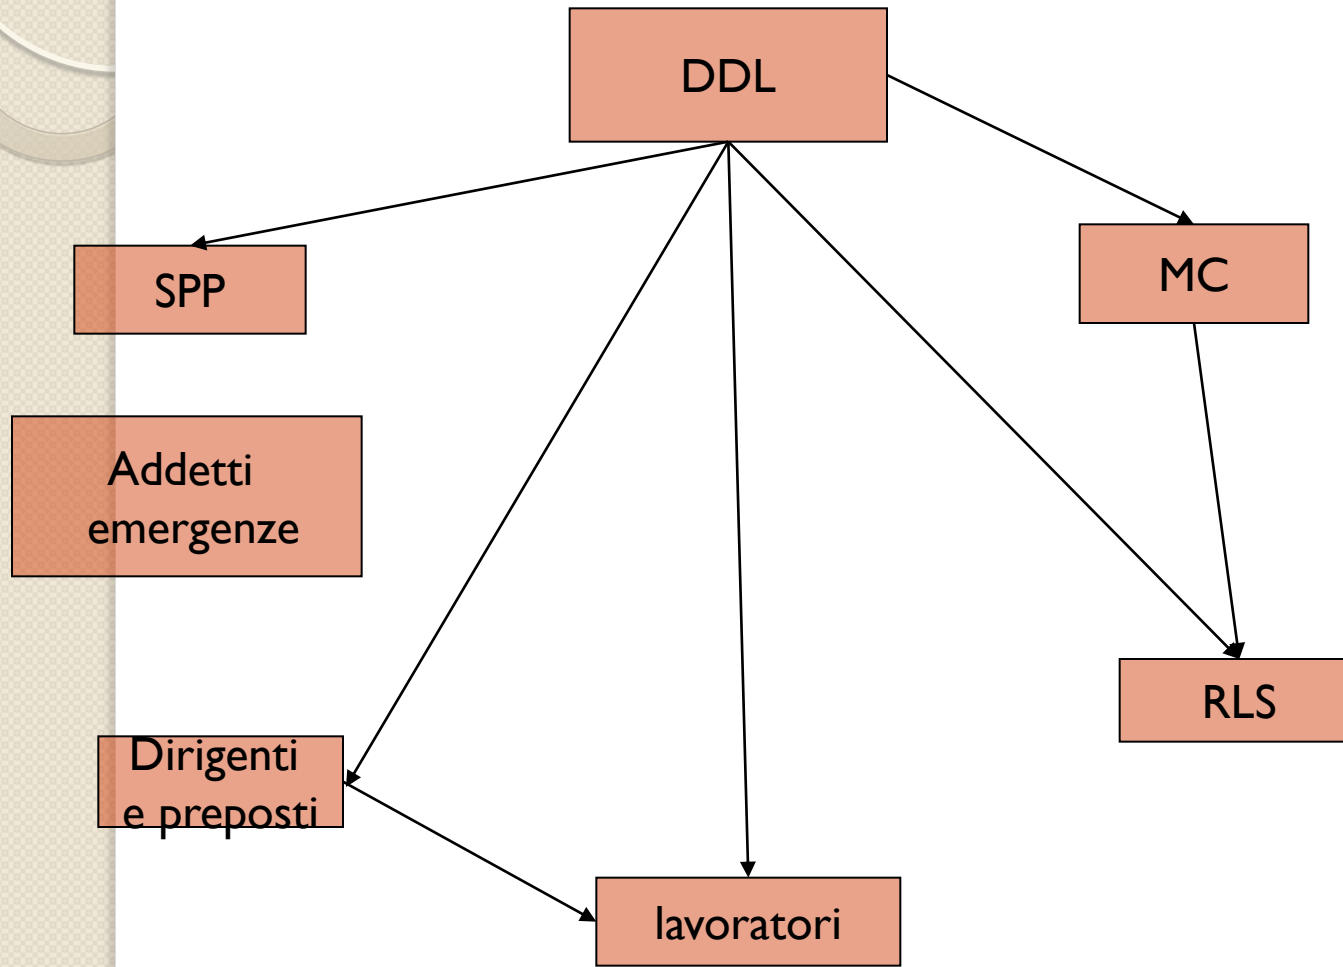 DDL
SPP
MC
Addetti
emergenze
RLS
Dirigenti
e preposti
lavoratori